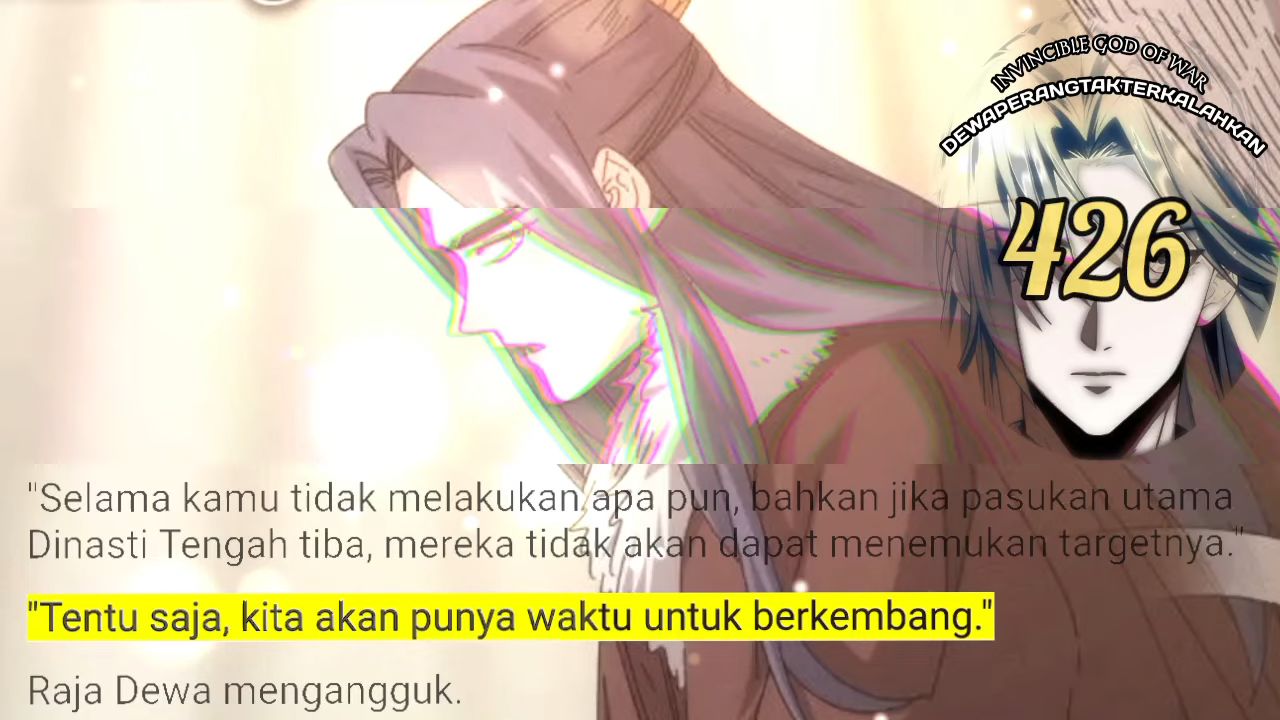 INVINCIBLE GOD OF WAR
DEWAPERANGTAKTERKALAHKAN
426
"Selama kamu tidak melakukan apa pun, bahkan jika pasukan utama
Dinasti Tengah tiba, mereka tidak akan dapat menemukan targetnya."
"Tentu saja, kita akan punya waktu untuk berkembang."
Raja Dewa mengangguk.